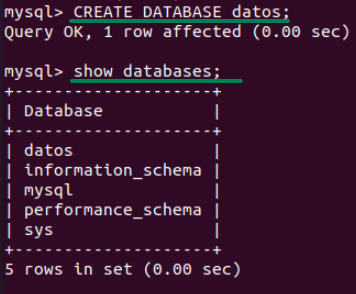 mysql> CREATE DATABASE datos;
Query OK, 1 row affected (0.00 sec)
mysql> show databases;
+--------------------+
| Database           |
+--------------------+
| datos              |
| information_schema |
| mysql              |
| performance_schema |
| sys                |
+--------------------+
5 rows in set (0.00 sec)